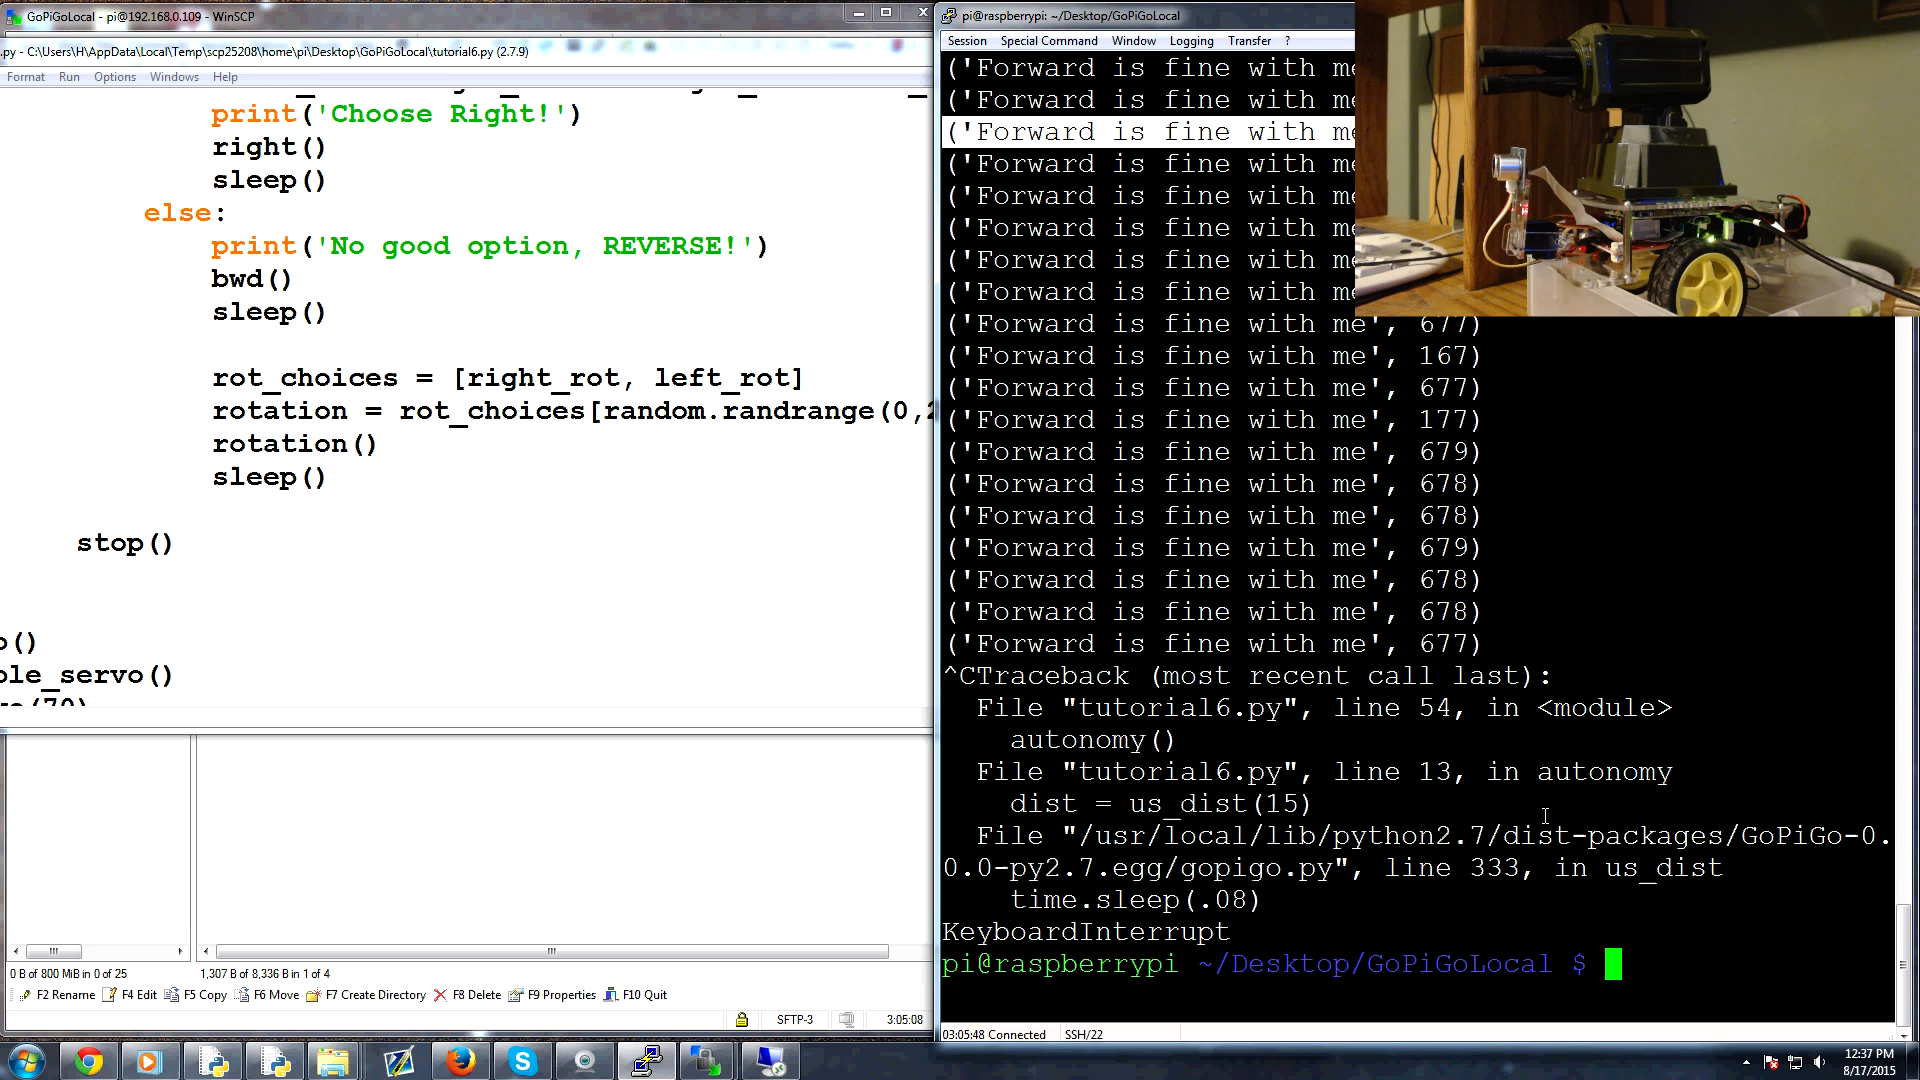 GoPiGoLocal - pi@192.168.0.109 - WinSCP
.py - C:\Users\H\AppData\Local\Temp\scp25208\home\pi\Desktop\GoPiGoLocal\tutorial6.py (2.7.9)
Format Run Options Windows Help
print('Choose Right!')
right()
sleep()
else:
print('No good option, REVERSE!')
bwd()
sleep()
rot_choices = [right_rot, left_rot]
rotation = rot_choices[random.randrange(0,2
rotation()
sleep()
stop()
o()
ble_servo()
vo(70)
0 B of 800 MiB in 0 of 25
1,307 B of 8,336 B in 1 of 4
F2 Rename F4 Edit F5 Copy F6 Move F7 Create Directory F8 Delete F9 Properties F10 Quit
SFTP-3 3:05:08
pi@raspberrypi: ~/Desktop/GoPiGoLocal
Session Special Command Window Logging Transfer ?
('Forward is fine with me
('Forward is fine with me
('Forward is fine with me
('Forward is fine with me
('Forward is fine with me
('Forward is fine with me
('Forward is fine with me
('Forward is fine with me
('Forward is fine with me', 677)
('Forward is fine with me', 167)
('Forward is fine with me', 677)
('Forward is fine with me', 177)
('Forward is fine with me', 679)
('Forward is fine with me', 678)
('Forward is fine with me', 678)
('Forward is fine with me', 679)
('Forward is fine with me', 678)
('Forward is fine with me', 678)
('Forward is fine with me', 677)
^CTraceback (most recent call last):
File "tutorial6.py", line 54, in <module>
autonomy()
File "tutorial6.py", line 13, in autonomy
dist = us_dist(15)
File "/usr/local/lib/python2.7/dist-packages/GoPiGo-0.
0.0-py2.7.egg/gopigo.py", line 333, in us_dist
time.sleep(.08)
KeyboardInterrupt
pi@raspberrypi ~/Desktop/GoPiGoLocal $
03:05:48 Connected SSH/22
12:37 PM
8/17/2015